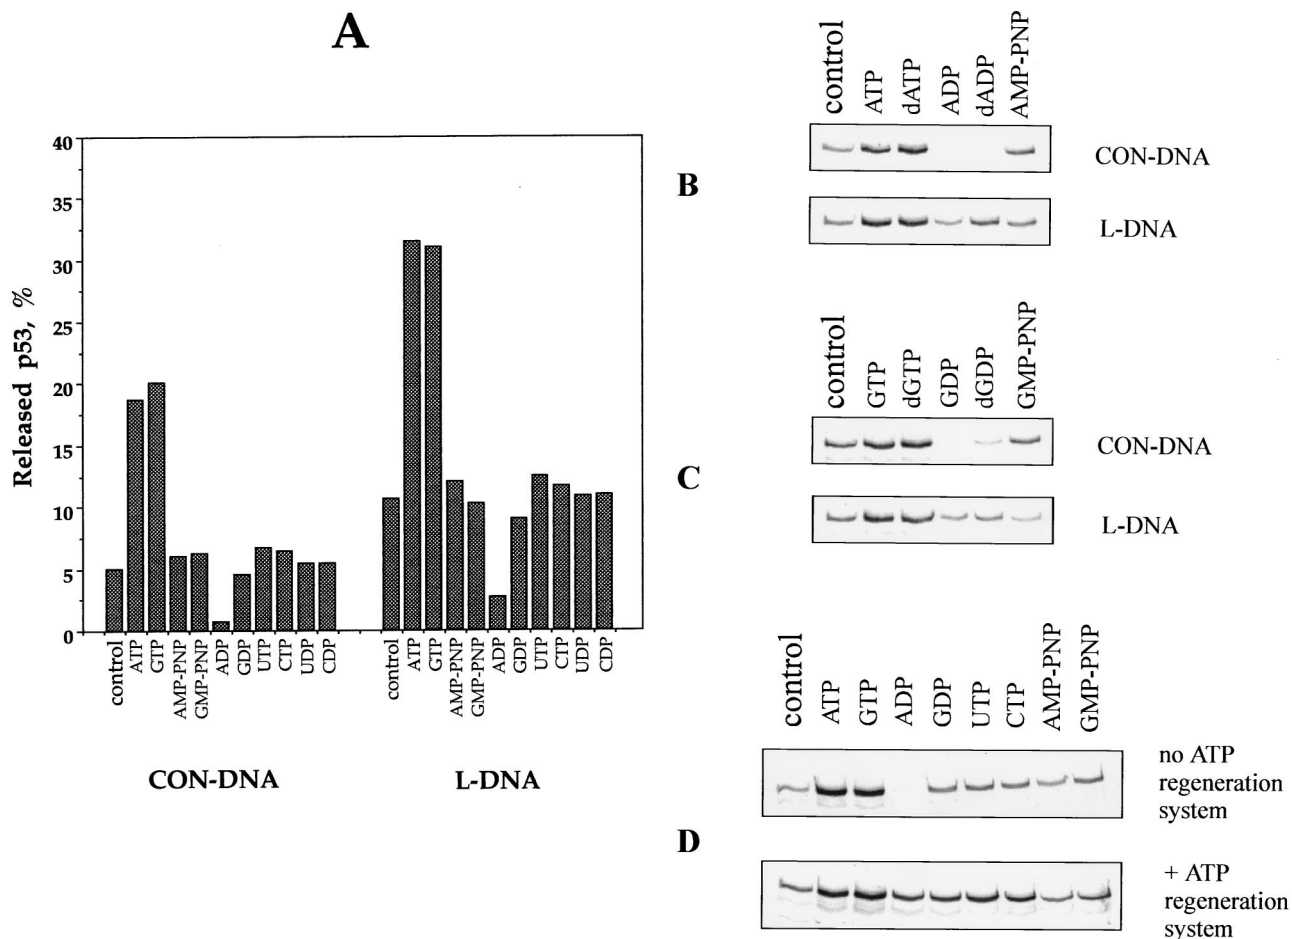 A
40
35
30
25
20
15
10
5
0
Released p53, %
control
ATP
GTP
AMP-PNP
GMP-PNP
ADP
GDP
UTP
CTP
UDP
CDP
control
ATP
GTP
AMP-PNP
GMP-PNP
ADP
GDP
UTP
CTP
UDP
CDP
CON-DNA
L-DNA
B
control
ATP
dATP
ADP
dADP
AMP-PNP
CON-DNA
L-DNA
C
control
GTP
dGTP
GDP
dGDP
GMP-PNP
CON-DNA
L-DNA
D
control
ATP
GTP
ADP
GDP
UTP
CTP
AMP-PNP
GMP-PNP
no ATP
regeneration
system
+ ATP
regeneration
system